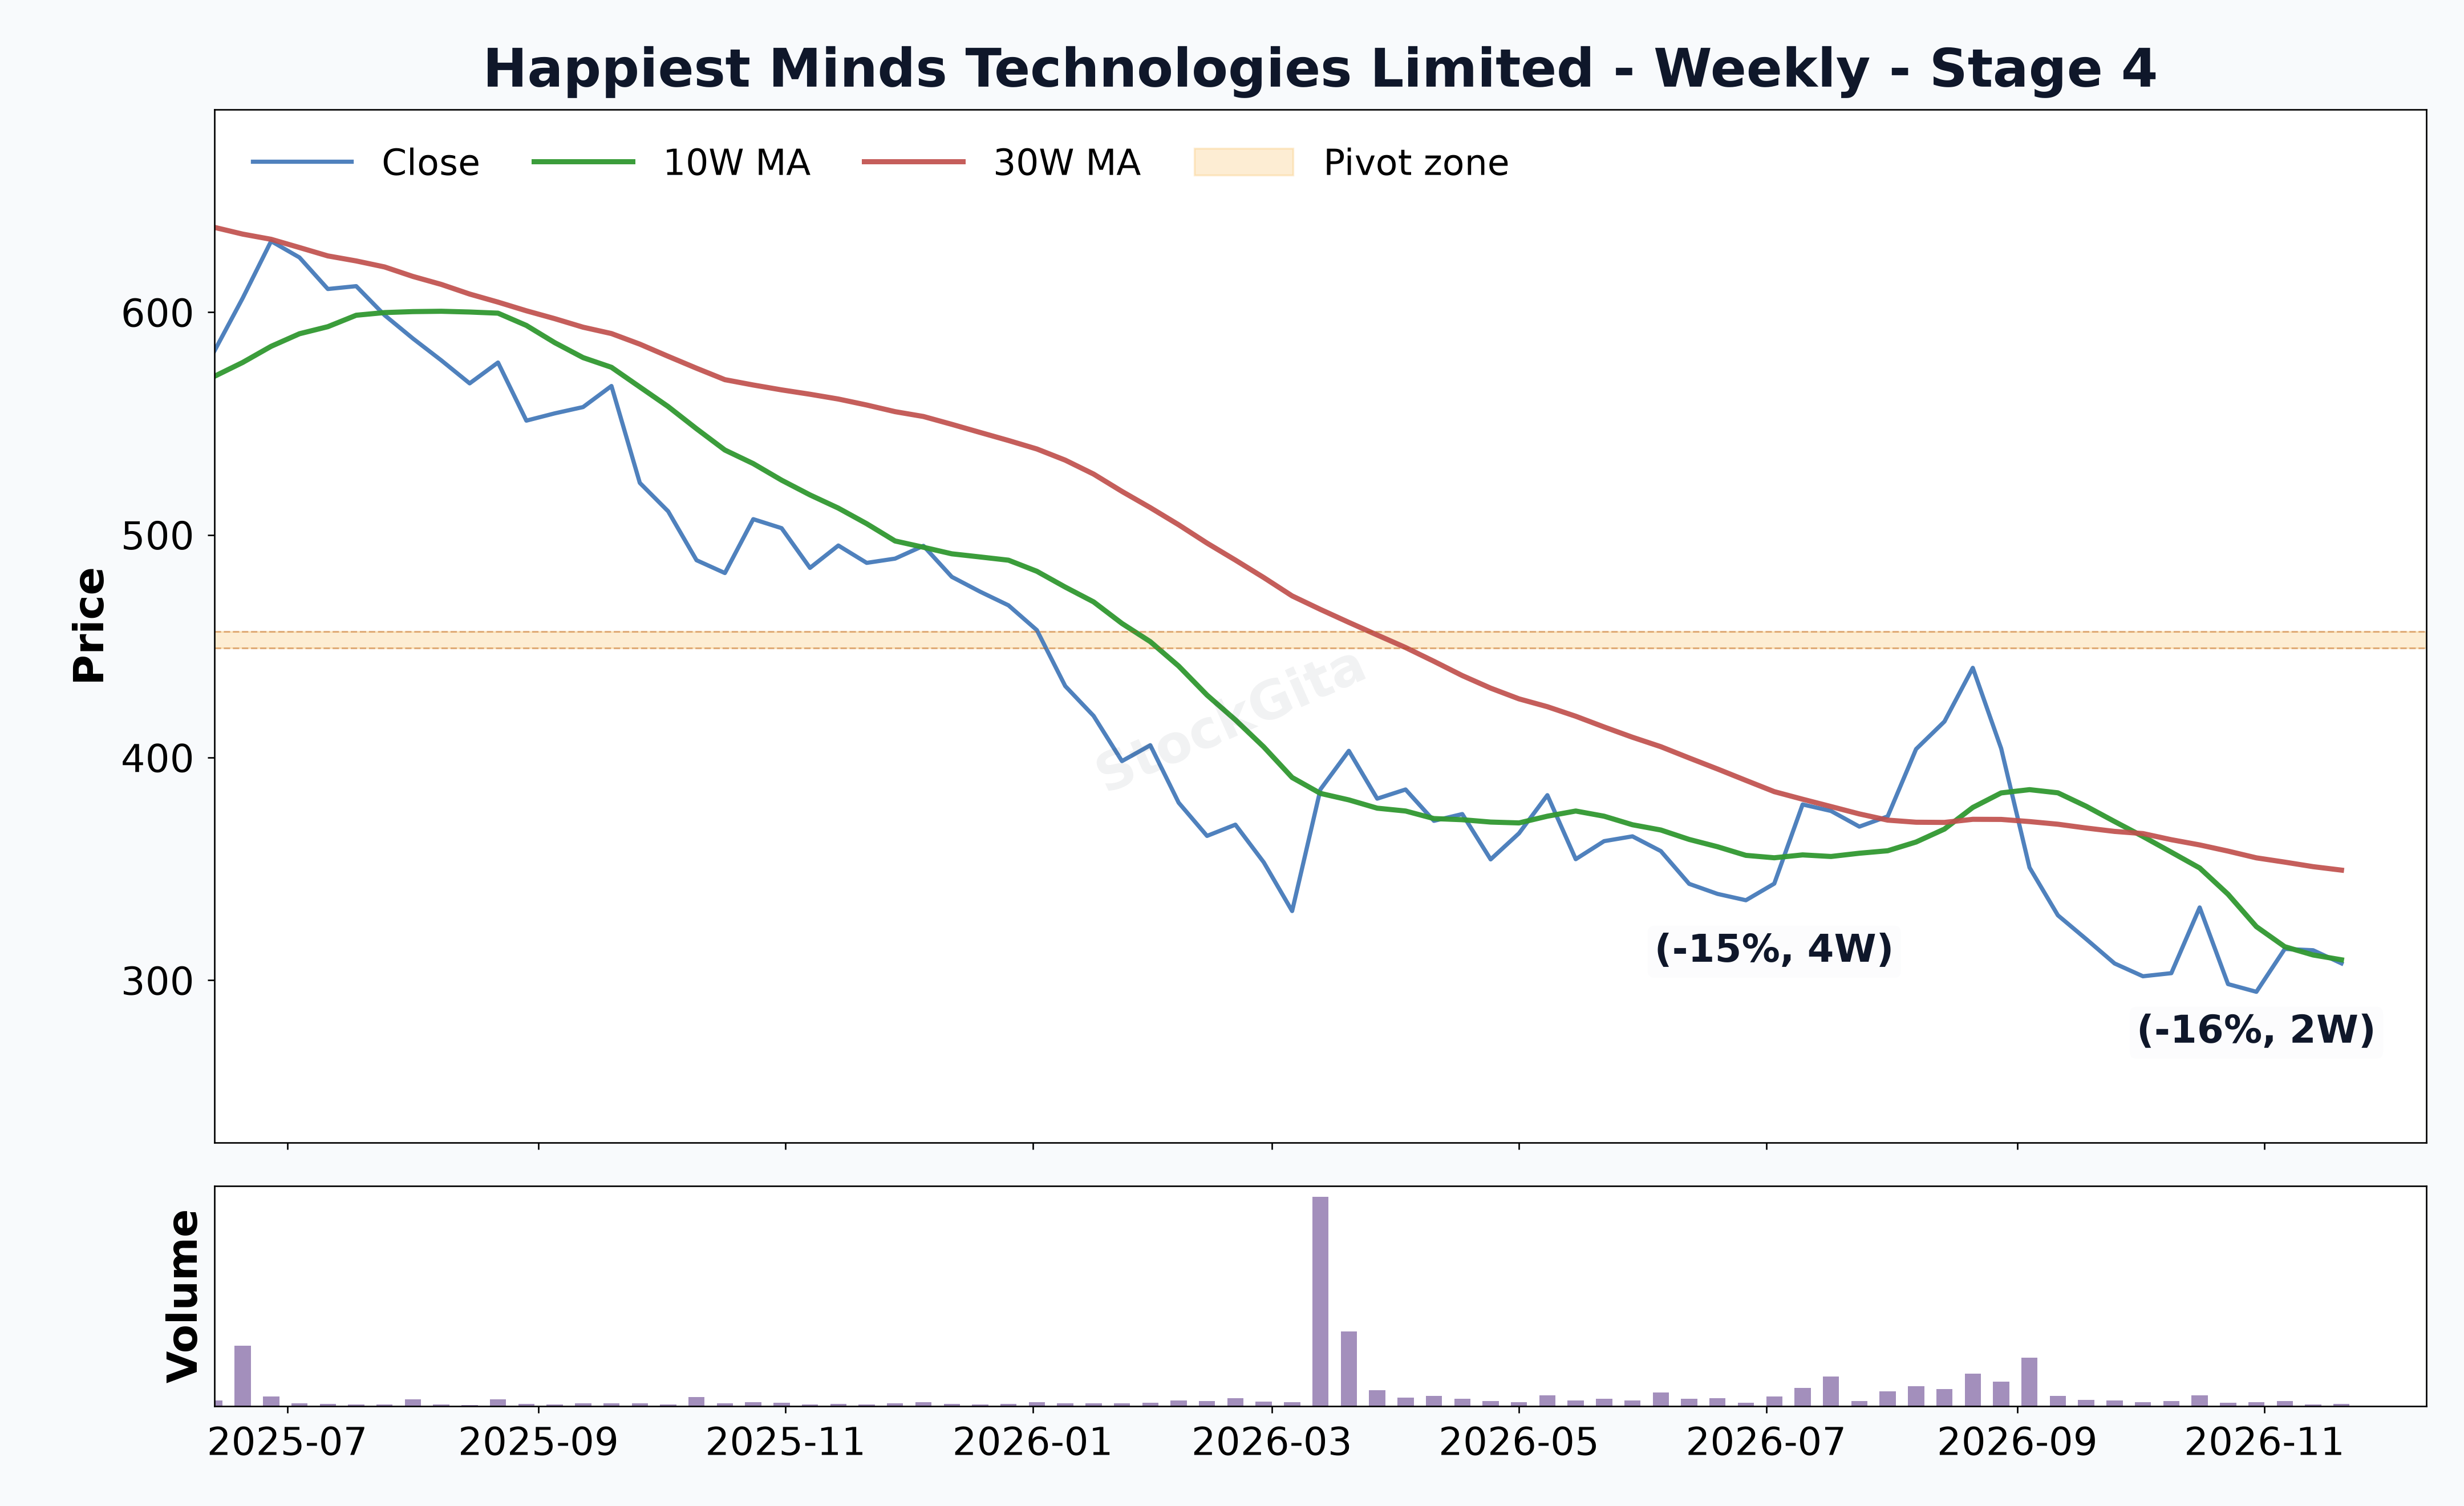 Happiest Minds Technologies Limited - Weekly - Stage 4
Close 10W MA 30W MA Pivot zone
Price
600
500
400
300
StockGita
(-15%, 4W)
(-16%, 2W)
Volume
2025-07 2025-09 2025-11 2026-01 2026-03 2026-05 2026-07 2026-09 2026-11